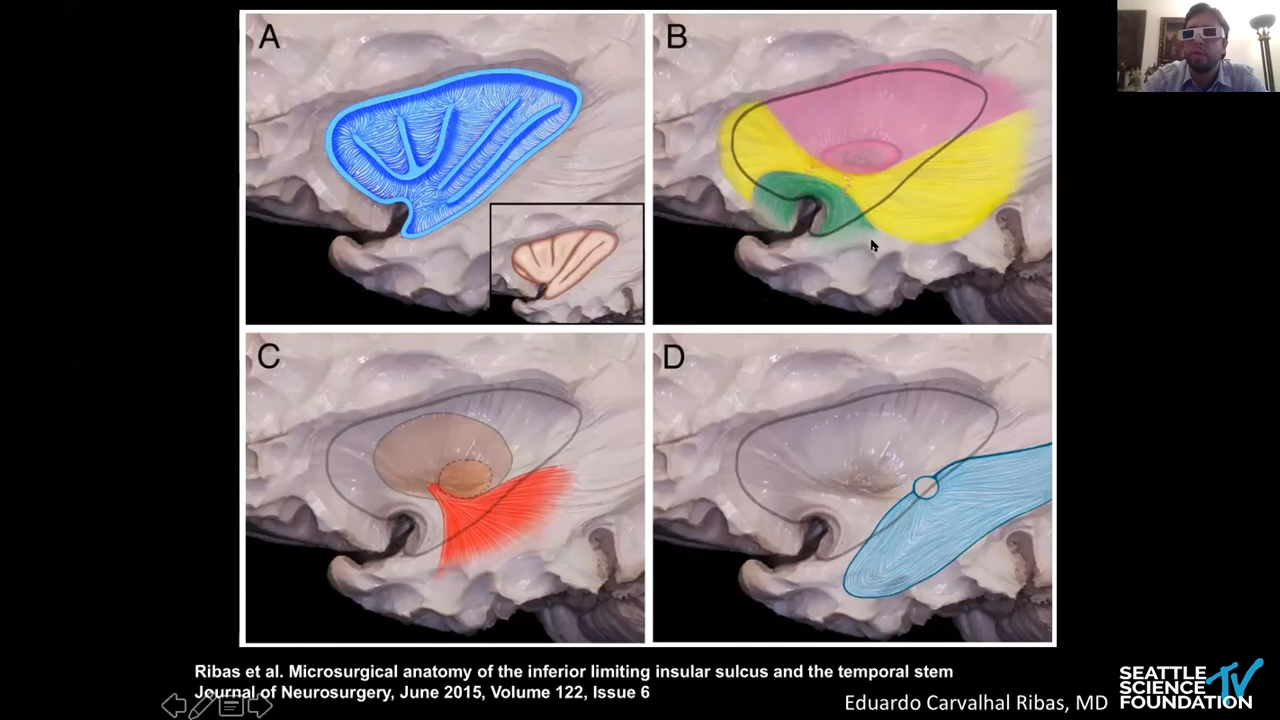 A
B
C
D
Ribas et al. Microsurgical anatomy of the inferior limiting insular sulcus and the temporal stem
Journal of Neurosurgery, June 2015, Volume 122, Issue 6
Eduardo Carvalhal Ribas, MD
SEATTLE
SCIENCE
FOUNDATION
TV